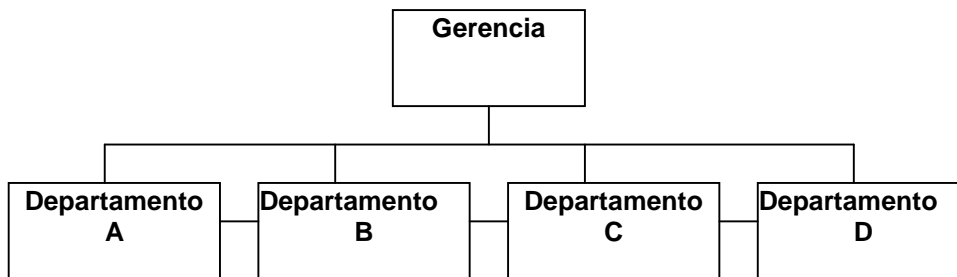 Gerencia
Departamento
A
Departamento
B
Departamento
C
Departamento
D